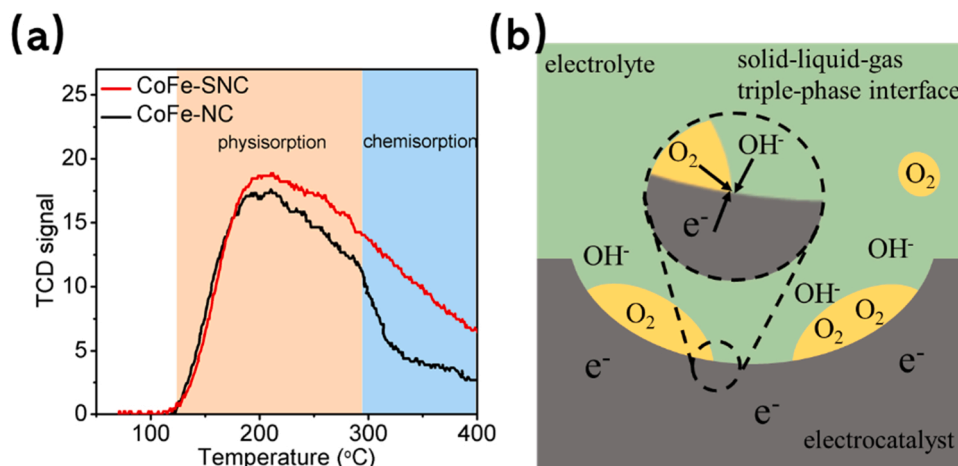 (a)
TCD signal
25
20
15
10
5
0
CoFe-SNC
CoFe-NC
physisorption
chemisorption
100
200
300
400
Temperature (°C)
(b)
electrolyte
solid-liquid-gas
triple-phase interface
O₂
OH⁻
e⁻
O₂
OH⁻
OH⁻
OH⁻
O₂
O₂
O₂
e⁻
e⁻
e⁻
electrocatalyst